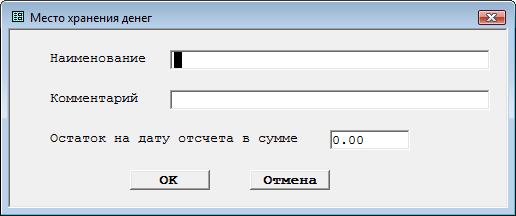 Место хранения денег
Наименование
Комментарий
Остаток на дату отсчета в сумме 0.00
OK Отмена